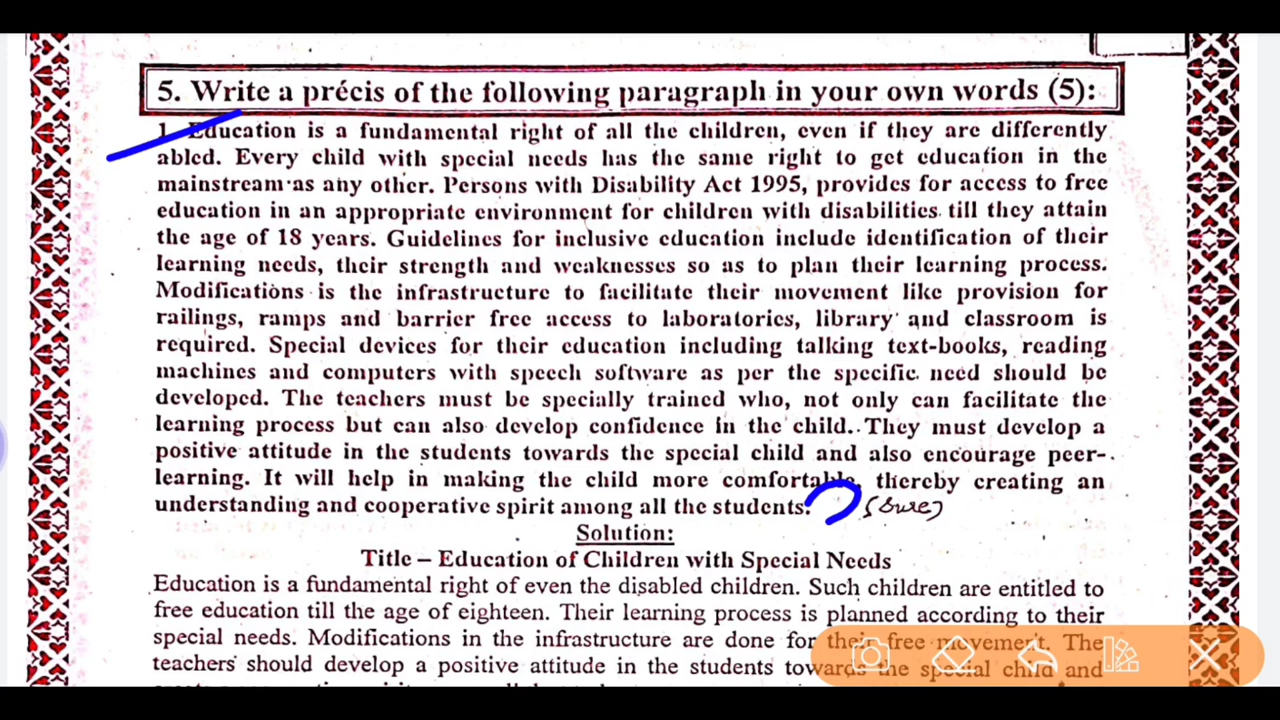 5. Write a précis of the following paragraph in your own words (5):
1. Education is a fundamental right of all the children, even if they are differently
abled. Every child with special needs has the same right to get education in the
mainstream as any other. Persons with Disability Act 1995, provides for access to free
education in an appropriate environment for children with disabilities till they attain
the age of 18 years. Guidelines for inclusive education include identification of their
learning needs, their strength and weaknesses so as to plan their learning process.
Modifications is the infrastructure to facilitate their movement like provision for
railings, ramps and barrier free access to laboratories, library and classroom is
required. Special devices for their education including talking text-books, reading
machines and computers with speech software as per the specific need should be
developed. The teachers must be specially trained who, not only can facilitate the
learning process but can also develop confidence in the child. They must develop a
positive attitude in the students towards the special child and also encourage peer-
learning. It will help in making the child more comfortable, thereby creating an
understanding and cooperative spirit among all the students.
Solution:
Title – Education of Children with Special Needs
Education is a fundamental right of even the disabled children. Such children are entitled to
free education till the age of eighteen. Their learning process is planned according to their
special needs. Modifications in the infrastructure are done for their free movement. The
teachers should develop a positive attitude in the students towards the special child and